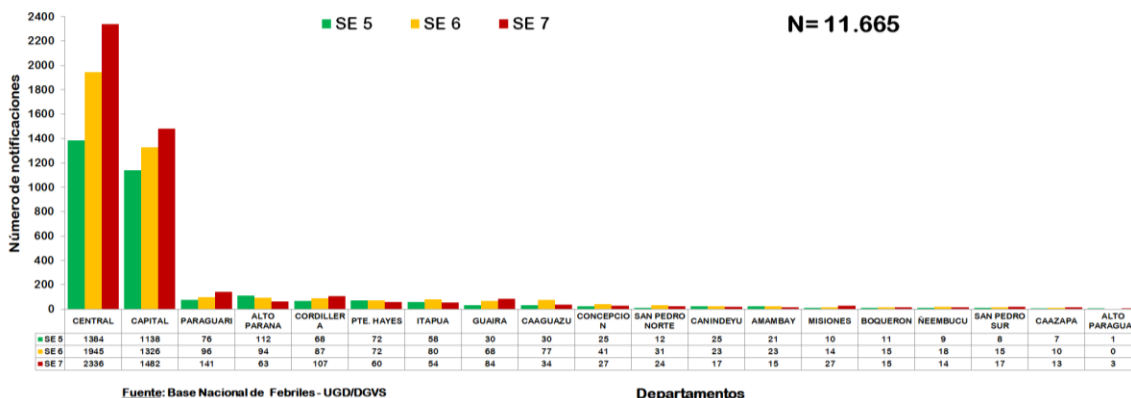 SE 5 SE 6 SE 7
N= 11.665
Número de notificaciones
2400
2200
2000
1800
1600
1400
1200
1000
800
600
400
200
0
CENTRAL CAPITAL PARAGUARI ALTO PARANA CORDILLER A PTE. HAYES ITAPUA GUAIRA CAAGUAZU CONCEPCIO N SAN PEDRO NORTE CANINDEYU AMAMBAY MISIONES BOQUERON ÑEEMBUCU SAN PEDRO SUR CAAZAPA ALTO PARAGUA
SE 5 1384 1138 76 112 68 72 58 30 30 25 12 25 21 10 11 9 8 7 1
SE 6 1945 1326 96 94 87 72 80 68 77 41 31 23 23 14 15 18 15 10 0
SE 7 2336 1482 141 63 107 60 54 84 34 27 24 17 15 27 15 14 17 13 3
Fuente: Base Nacional de Febriles - UGD/DGVS
Departamentos